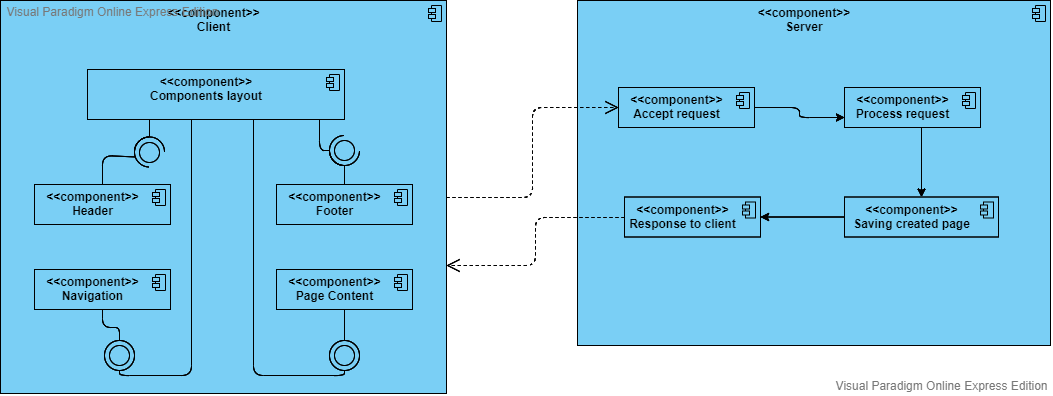 Visual Paradigm Online Express Edition
<<component>>
Client
<<component>>
Components layout
<<component>>
Header
<<component>>
Footer
<<component>>
Navigation
<<component>>
Page Content
<<component>>
Server
<<component>>
Accept request
<<component>>
Process request
<<component>>
Response to client
<<component>>
Saving created page
Visual Paradigm Online Express Edition